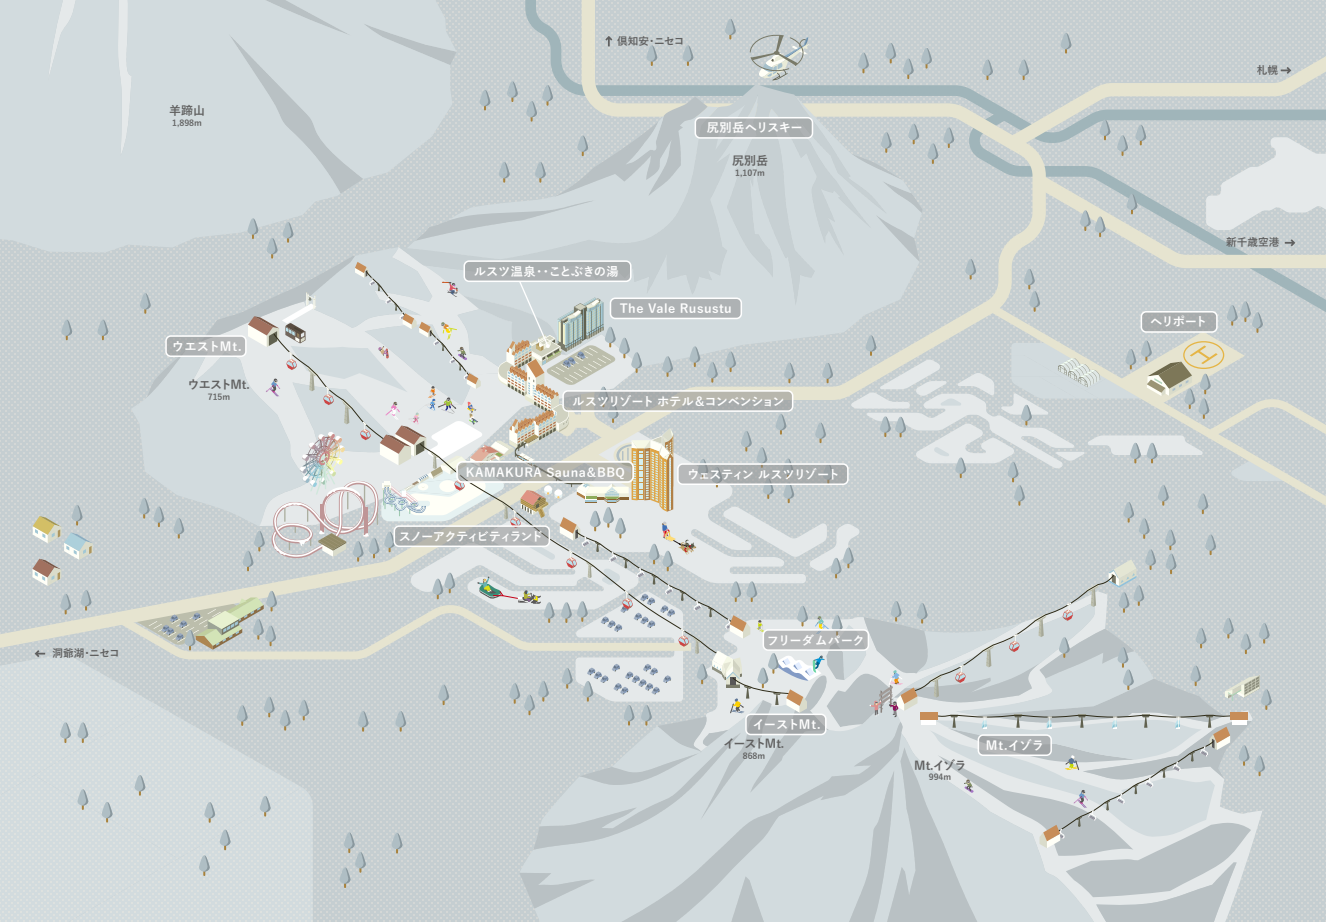 ↑ 倶知安・ニセコ
札幌 →
羊蹄山
1,898m
尻別岳ヘリスキー
尻別岳
1,107m
新千歳空港 →
ルスツ温泉‥ことぶきの湯
The Vale Rusustu
ヘリポート
H
ウエストMt.
ウエストMt.
715m
ルスツリゾート ホテル&コンベンション
KAMAKURA Sauna&BBQ
ウェスティン ルスツリゾート
スノーアクティビティランド
← 洞爺湖・ニセコ
フリーダムパーク
イーストMt.
イーストMt.
868m
Mt.イゾラ
Mt.イゾラ
994m